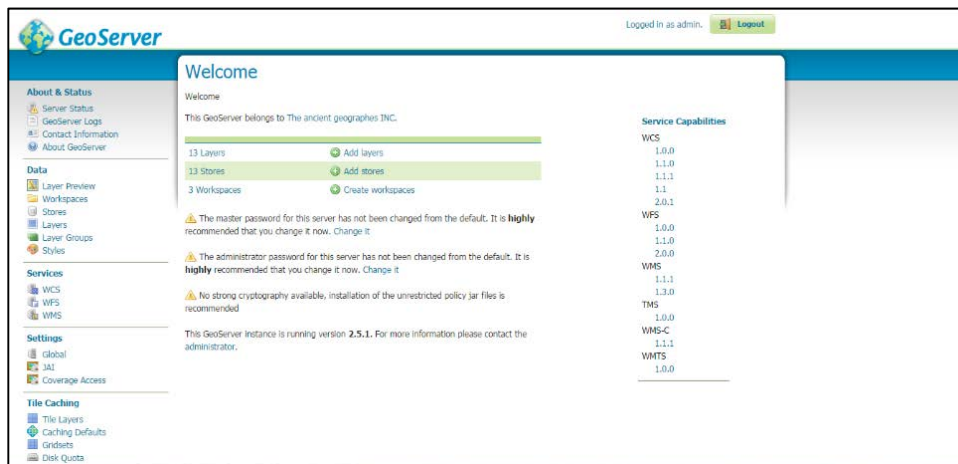 GeoServer
Logged in as admin.
Logout
About & Status
Server Status
GeoServer Logs
Contact Information
About GeoServer
Data
Layer Preview
Workspaces
Stores
Layers
Layer Groups
Styles
Services
WCS
WFS
WMS
Settings
Global
JAI
Coverage Access
Tile Caching
Tile Layers
Caching Defaults
Gridsets
Disk Quota
Welcome
Welcome
This GeoServer belongs to The ancient geographes INC.
13 Layers Add layers
13 Stores Add stores
3 Workspaces Create workspaces
The master password for this server has not been changed from the default. It is highly
recommended that you change it now. Change it
The administrator password for this server has not been changed from the default. It is
highly recommended that you change it now. Change it
No strong cryptography available, installation of the unrestricted policy jar files is
recommended
This GeoServer instance is running version 2.5.1. For more information please contact the
administrator.
Service Capabilities
WCS
1.0.0
1.1.0
1.1.1
1.1
2.0.1
WFS
1.0.0
1.1.0
2.0.0
WMS
1.1.1
1.3.0
TMS
1.0.0
WMS-C
1.1.1
WMTS
1.0.0